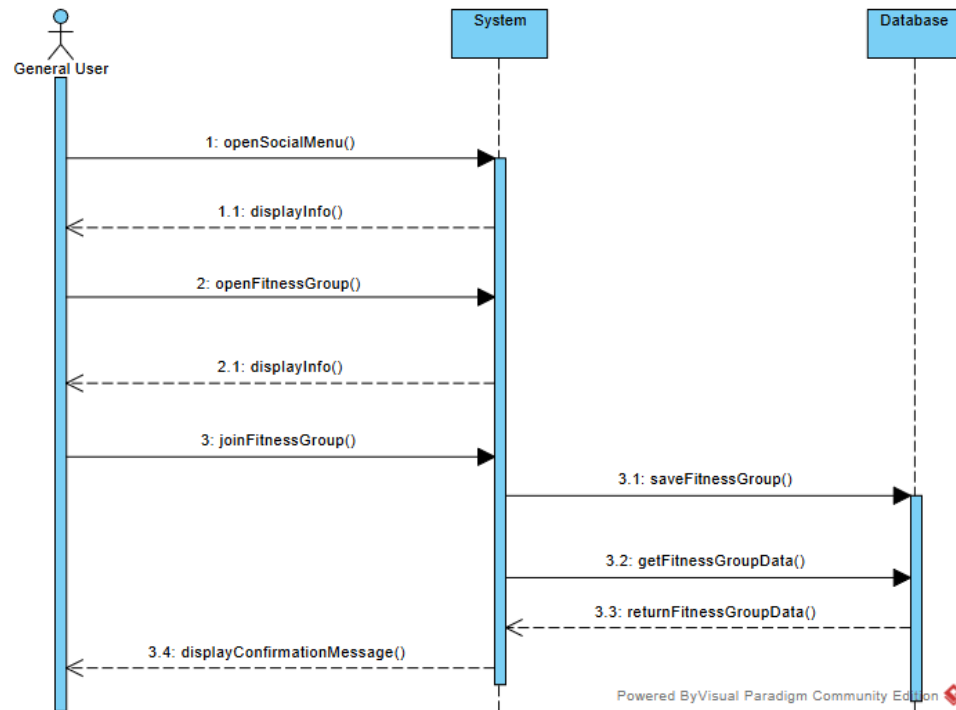 System
Database
General User
1: openSocialMenu()
1.1: displayInfo()
2: openFitnessGroup()
2.1: displayInfo()
3: joinFitnessGroup()
3.1: saveFitnessGroup()
3.2: getFitnessGroupData()
3.3: returnFitnessGroupData()
3.4: displayConfirmationMessage()
Powered ByVisual Paradigm Community Edition